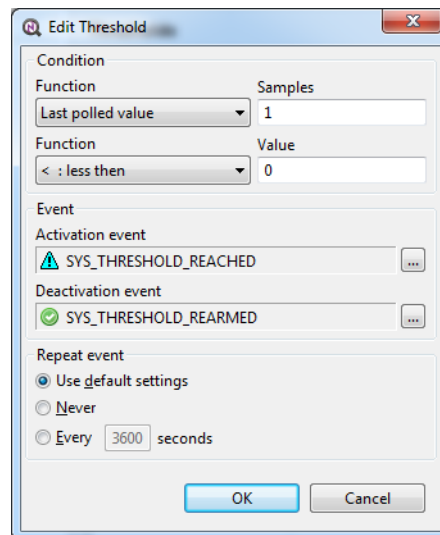 Edit Threshold
Condition
Function
Samples
Last polled value
1
Function
Value
< : less then
0
Event
Activation event
SYS_THRESHOLD_REACHED
...
Deactivation event
SYS_THRESHOLD_REARMED
...
Repeat event
Use default settings
Never
Every 3600 seconds
OK
Cancel